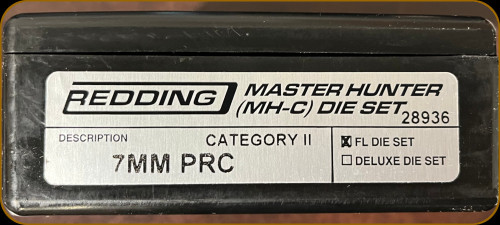 REDDING
MASTER HUNTER
(MH-C) DIE SET
28936
DESCRIPTION
CATEGORY II
7MM PRC
☒ FL DIE SET
☐ DELUXE DIE SET